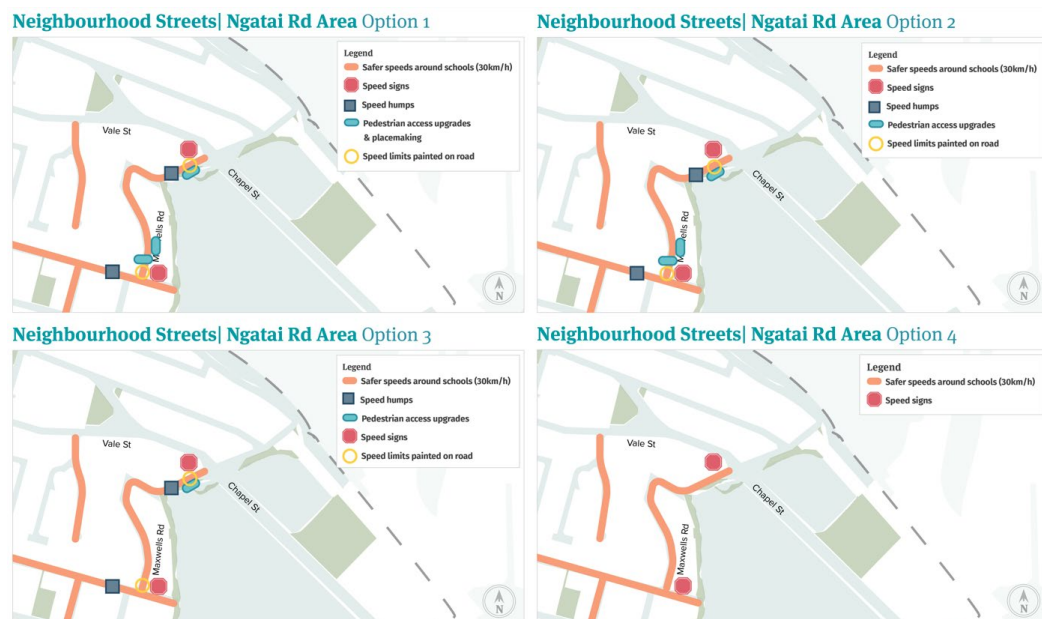 Neighbourhood Streets| Ngatai Rd Area Option 1
Legend
Safer speeds around schools (30km/h)
Speed signs
Speed humps
Pedestrian access upgrades
& placemaking
Speed limits painted on road
Vale St
Chapel St
Maxwells Rd
N
Neighbourhood Streets| Ngatai Rd Area Option 2
Legend
Safer speeds around schools (30km/h)
Speed signs
Speed humps
Pedestrian access upgrades
Speed limits painted on road
Vale St
Chapel St
Maxwells Rd
N
Neighbourhood Streets| Ngatai Rd Area Option 3
Legend
Safer speeds around schools (30km/h)
Speed humps
Pedestrian access upgrades
Speed signs
Speed limits painted on road
Vale St
Chapel St
Maxwells Rd
N
Neighbourhood Streets| Ngatai Rd Area Option 4
Legend
Safer speeds around schools (30km/h)
Speed signs
Vale St
Chapel St
Maxwells Rd
N